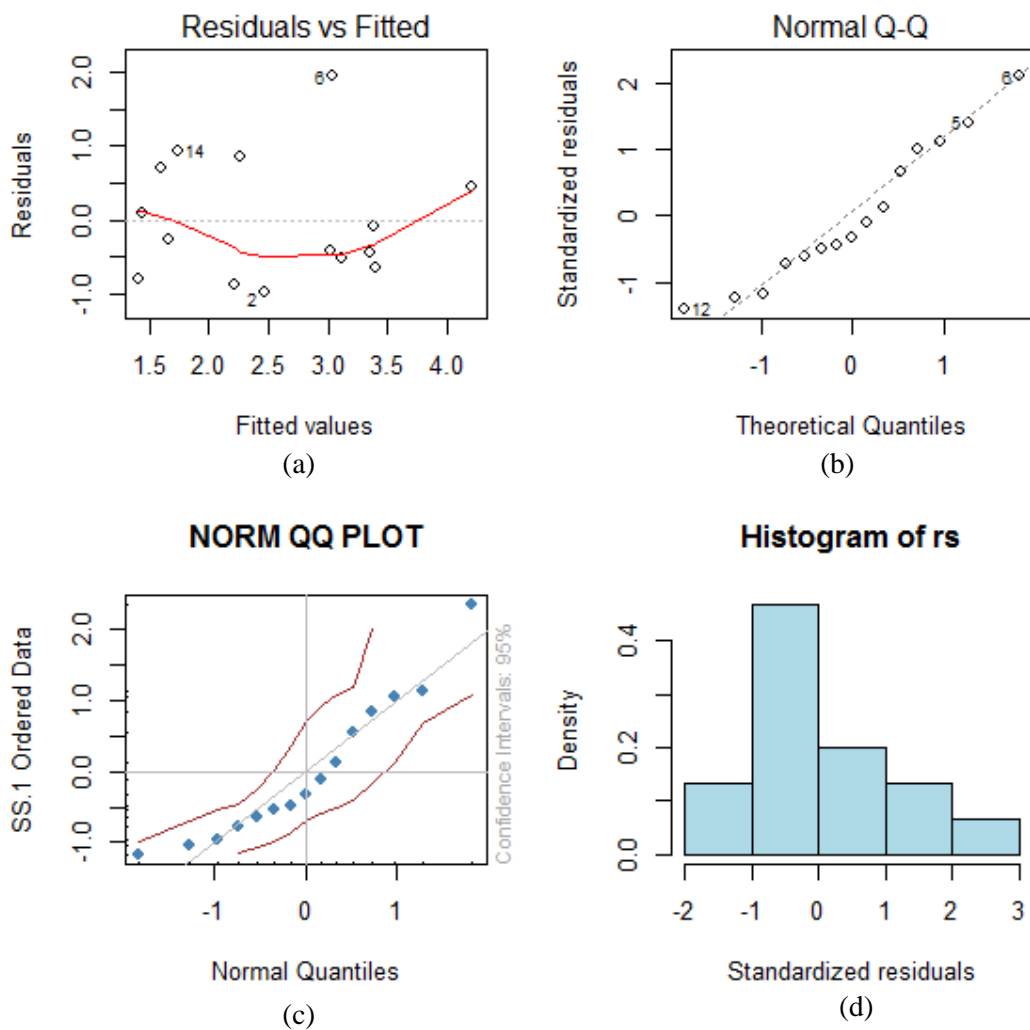 Residuals vs Fitted
Residuals
-1.0 0.0 1.0 2.0
6
14
2
1.5 2.0 2.5 3.0 3.5 4.0
Fitted values
(a)
Normal Q-Q
Standardized residuals
-1 0 1 2
6
5
12
-1 0 1
Theoretical Quantiles
(b)
NORM QQ PLOT
SS.1 Ordered Data
-1.0 0.0 1.0 2.0
Confidence Intervals: 95%
-1 0 1
Normal Quantiles
(c)
Histogram of rs
Density
0.0 0.2 0.4
-2 -1 0 1 2 3
Standardized residuals
(d)